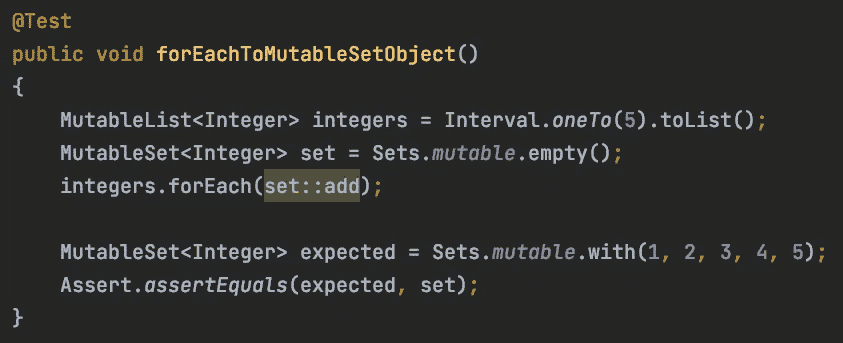 @Test
public void forEachToMutableSetObject()
{
    MutableList<Integer> integers = Interval.oneTo(5).toList();
    MutableSet<Integer> set = Sets.mutable.empty();
    integers.forEach(set::add);

    MutableSet<Integer> expected = Sets.mutable.with(1, 2, 3, 4, 5);
    Assert.assertEquals(expected, set);
}